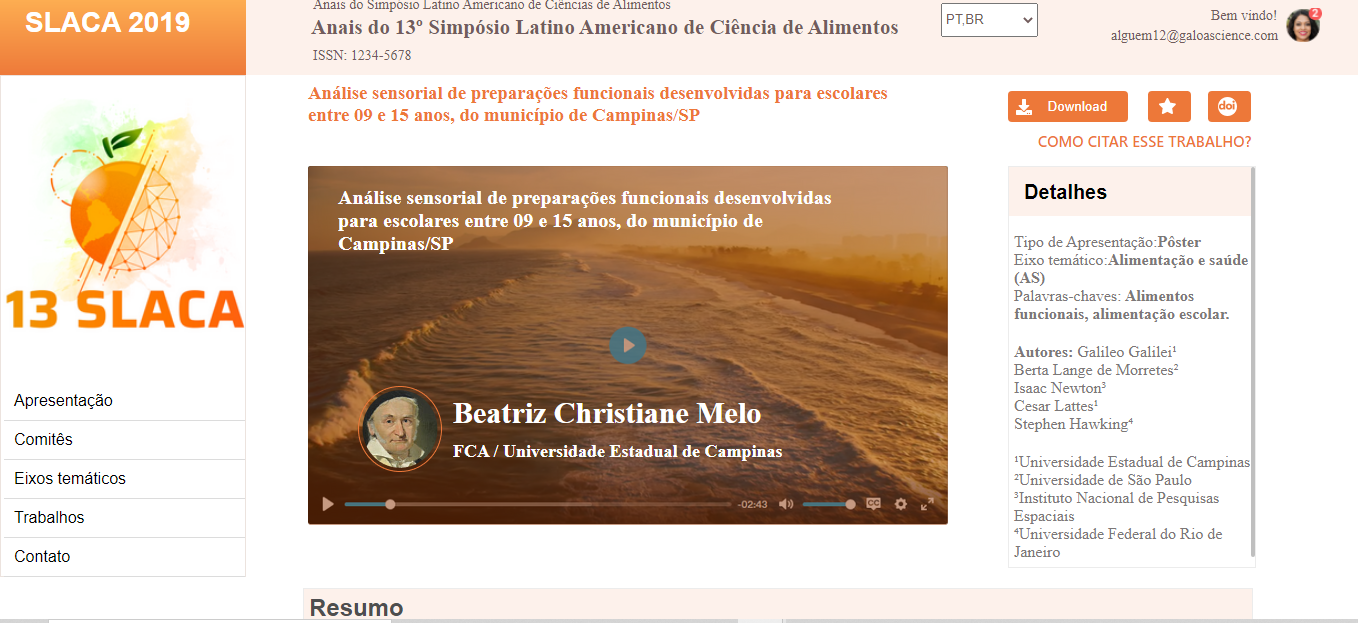 SLACA 2019
Anais do Simpósio Latino Americano de Ciências de Alimentos
Anais do 13º Simpósio Latino Americano de Ciência de Alimentos
ISSN: 1234-5678
PT,BR
Bem vindo!
alguem12@galoascience.com
2
13 SLACA
Apresentação
Comitês
Eixos temáticos
Trabalhos
Contato
Análise sensorial de preparações funcionais desenvolvidas para escolares
entre 09 e 15 anos, do município de Campinas/SP
Download
doi
COMO CITAR ESSE TRABALHO?
Análise sensorial de preparações funcionais desenvolvidas
para escolares entre 09 e 15 anos, do município de
Campinas/SP
Beatriz Christiane Melo
FCA / Universidade Estadual de Campinas
-02:43
CC
Detalhes
Tipo de Apresentação:Pôster
Eixo temático:Alimentação e saúde
(AS)
Palavras-chaves: Alimentos
funcionais, alimentação escolar.
Autores: Galileo Galilei¹
Berta Lange de Morretes²
Isaac Newton³
Cesar Lattes¹
Stephen Hawking⁴
¹Universidade Estadual de Campinas
²Universidade de São Paulo
³Instituto Nacional de Pesquisas
Espaciais
⁴Universidade Federal do Rio de
Janeiro
Resumo